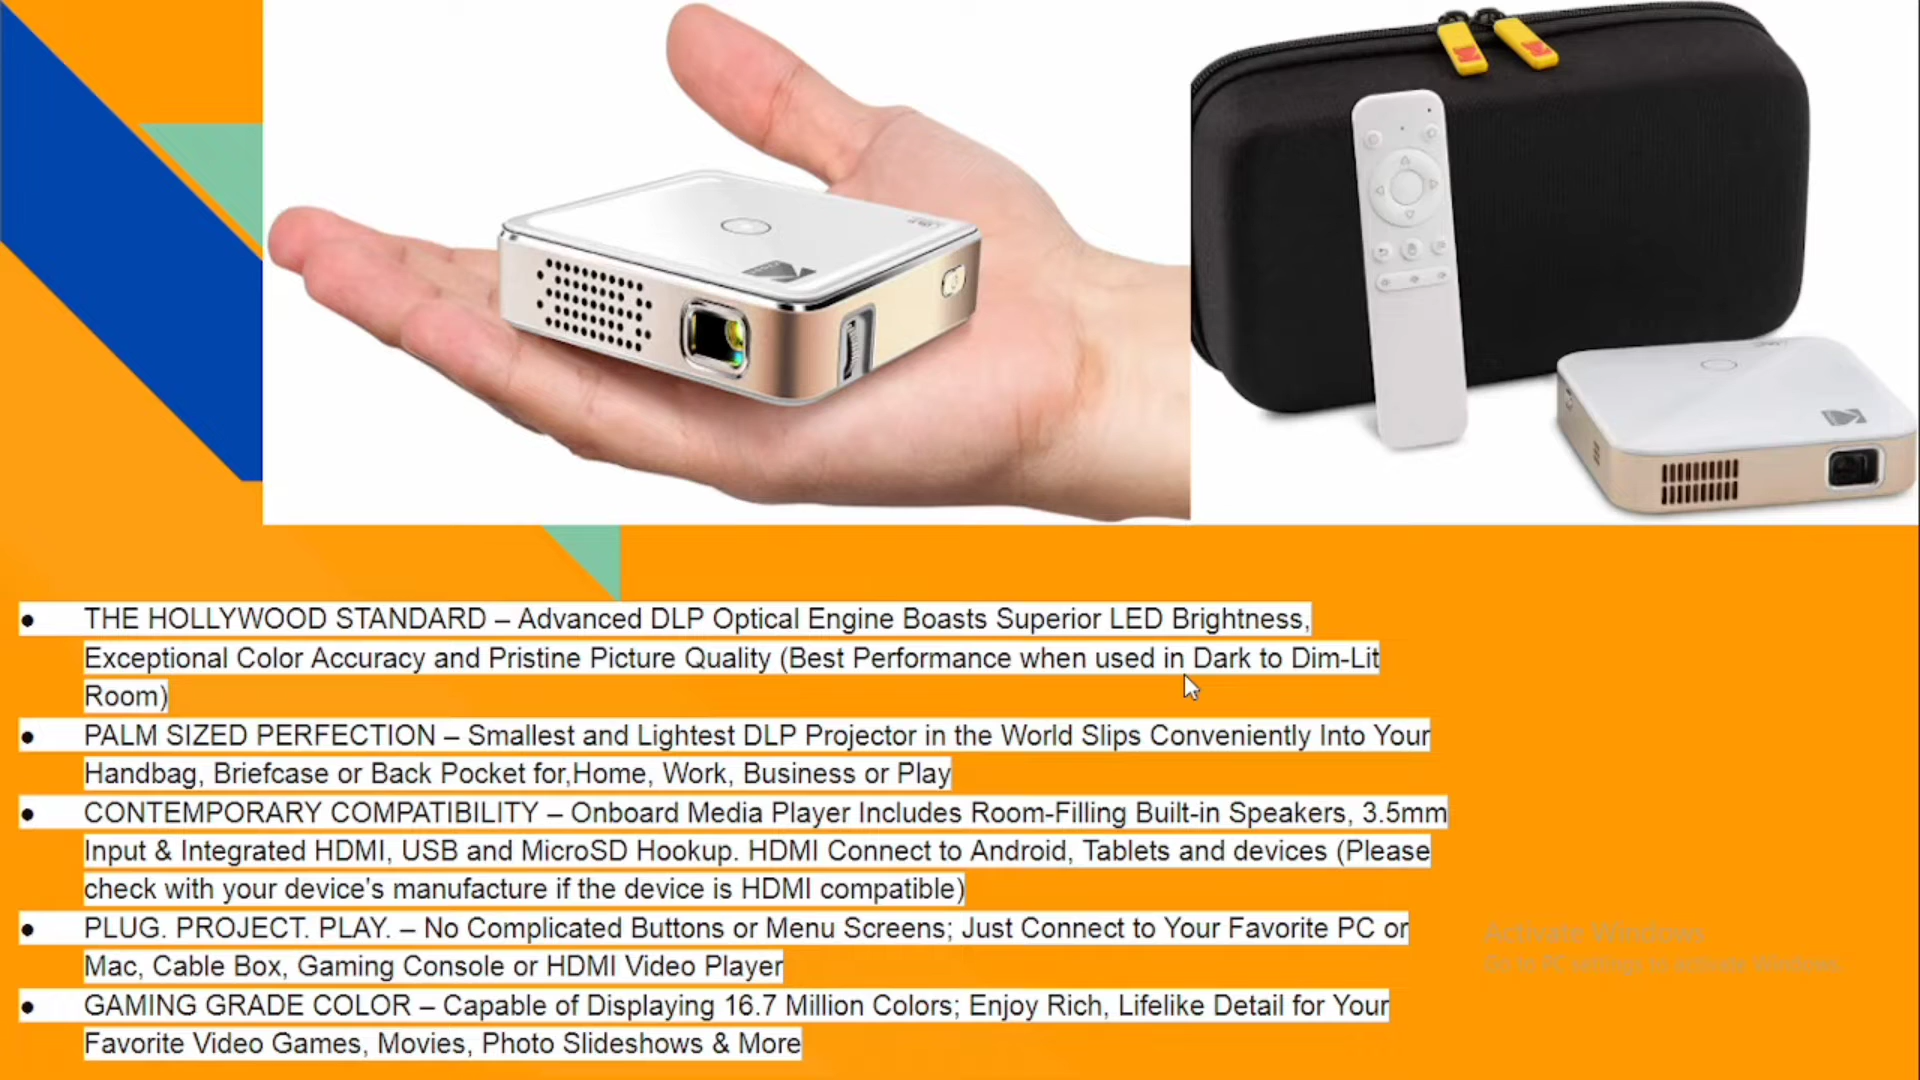 ● THE HOLLYWOOD STANDARD – Advanced DLP Optical Engine Boasts Superior LED Brightness,
Exceptional Color Accuracy and Pristine Picture Quality (Best Performance when used in Dark to Dim-Lit
Room)
● PALM SIZED PERFECTION – Smallest and Lightest DLP Projector in the World Slips Conveniently Into Your
Handbag, Briefcase or Back Pocket for,Home, Work, Business or Play
● CONTEMPORARY COMPATIBILITY – Onboard Media Player Includes Room-Filling Built-in Speakers, 3.5mm
Input & Integrated HDMI, USB and MicroSD Hookup. HDMI Connect to Android, Tablets and devices (Please
check with your device's manufacture if the device is HDMI compatible)
● PLUG. PROJECT. PLAY. – No Complicated Buttons or Menu Screens; Just Connect to Your Favorite PC or
Mac, Cable Box, Gaming Console or HDMI Video Player
● GAMING GRADE COLOR – Capable of Displaying 16.7 Million Colors; Enjoy Rich, Lifelike Detail for Your
Favorite Video Games, Movies, Photo Slideshows & More
Activate Windows
Go to PC settings to activate Windows.